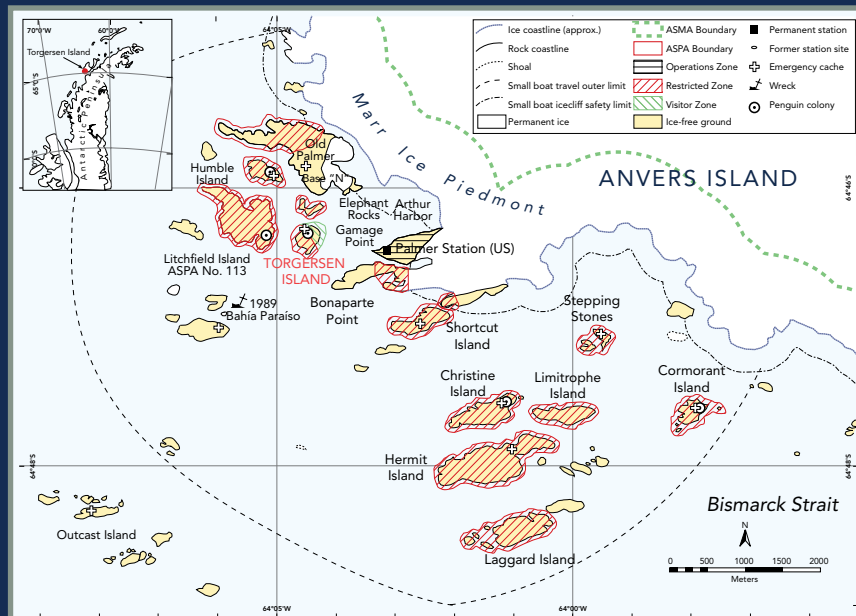 70°0'W
60°0'W
Torgersen Island
65°0'S
Antarctic Peninsula
64°05'W
Ice coastline (approx.)
Rock coastline
Shoal
Small boat travel outer limit
Small boat icecliff safety limit
Permanent ice
ASMA Boundary
ASPA Boundary
Operations Zone
Restricted Zone
Visitor Zone
Ice-free ground
Permanent station
Former station site
Emergency cache
Wreck
Penguin colony
Marr Ice Piedmont
ANVERS ISLAND
64°46'S
Old
Palmer
Base "N"
Humble
Island
Elephant
Rocks
Arthur
Harbor
Gamage
Point
Palmer Station (US)
Litchfield Island
ASPA No. 113
TORGERSEN
ISLAND
1989
Bahía Paraíso
Bonaparte
Point
Shortcut
Island
Stepping
Stones
Christine
Island
Limitrophe
Island
Cormorant
Island
Hermit
Island
64°48'S
64°48'S
Bismarck Strait
Outcast Island
Laggard Island
N
0
500
1000
1500
2000
Meters
64°05'W
64°00'W